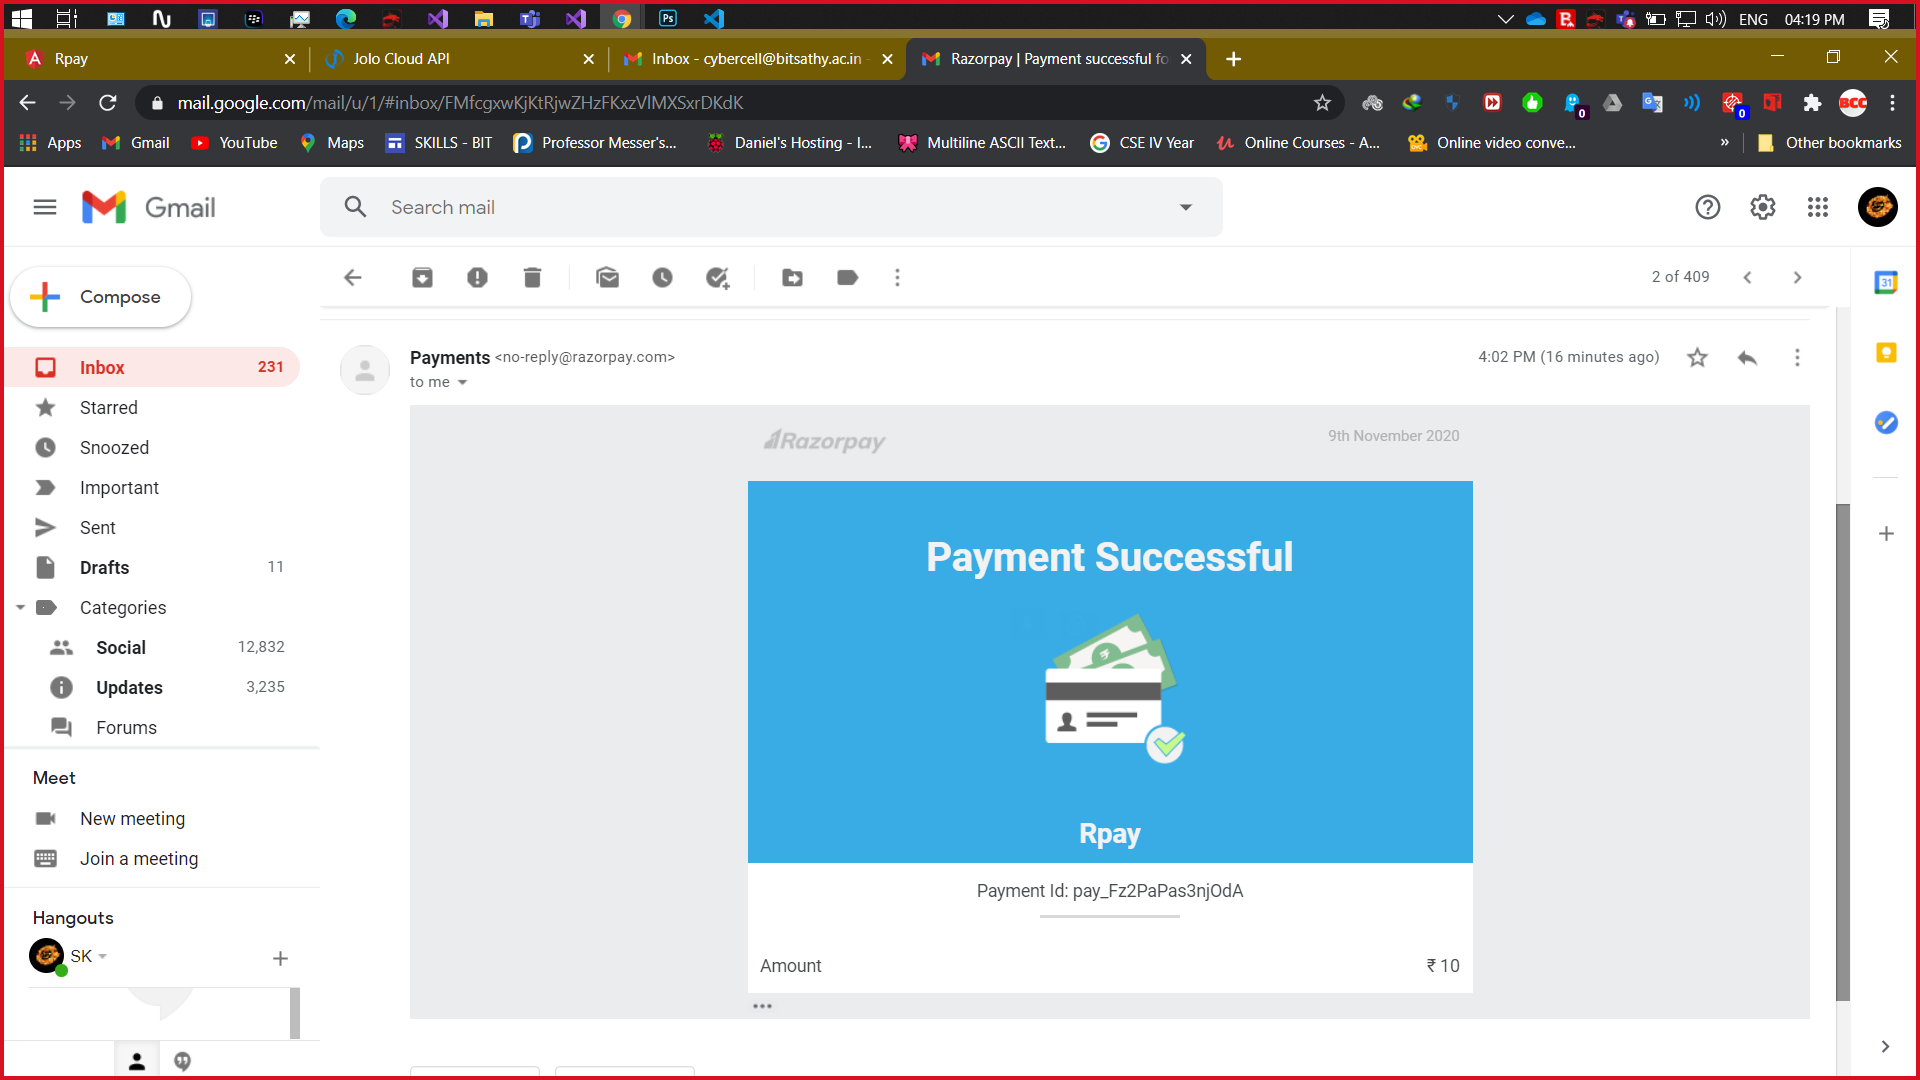 ENG 04:19 PM
Rpay
Jolo Cloud API
Inbox - cybercell@bitsathy.ac.in -
Razorpay | Payment successful fo
mail.google.com/mail/u/1/#inbox/FMfcgxwKjKtRjwZHzFKxzVlMXSxrDKdK
0
0
BCC
Apps
Gmail
YouTube
Maps
SKILLS - BIT
Professor Messer's...
Daniel's Hosting - I...
Multiline ASCII Text...
CSE IV Year
Online Courses - A...
Online video conve...
»
Other bookmarks
Gmail
Search mail
Compose
2 of 409
31
Inbox 231
Starred
Snoozed
Important
Sent
Drafts 11
Categories
Social 12,832
Updates 3,235
Forums
Meet
New meeting
Join a meeting
Hangouts
SK
Payments <no-reply@razorpay.com>
4:02 PM (16 minutes ago)
to me
Razorpay
9th November 2020
Payment Successful
Rpay
Payment Id: pay_Fz2PaPas3njOdA
Amount ₹ 10